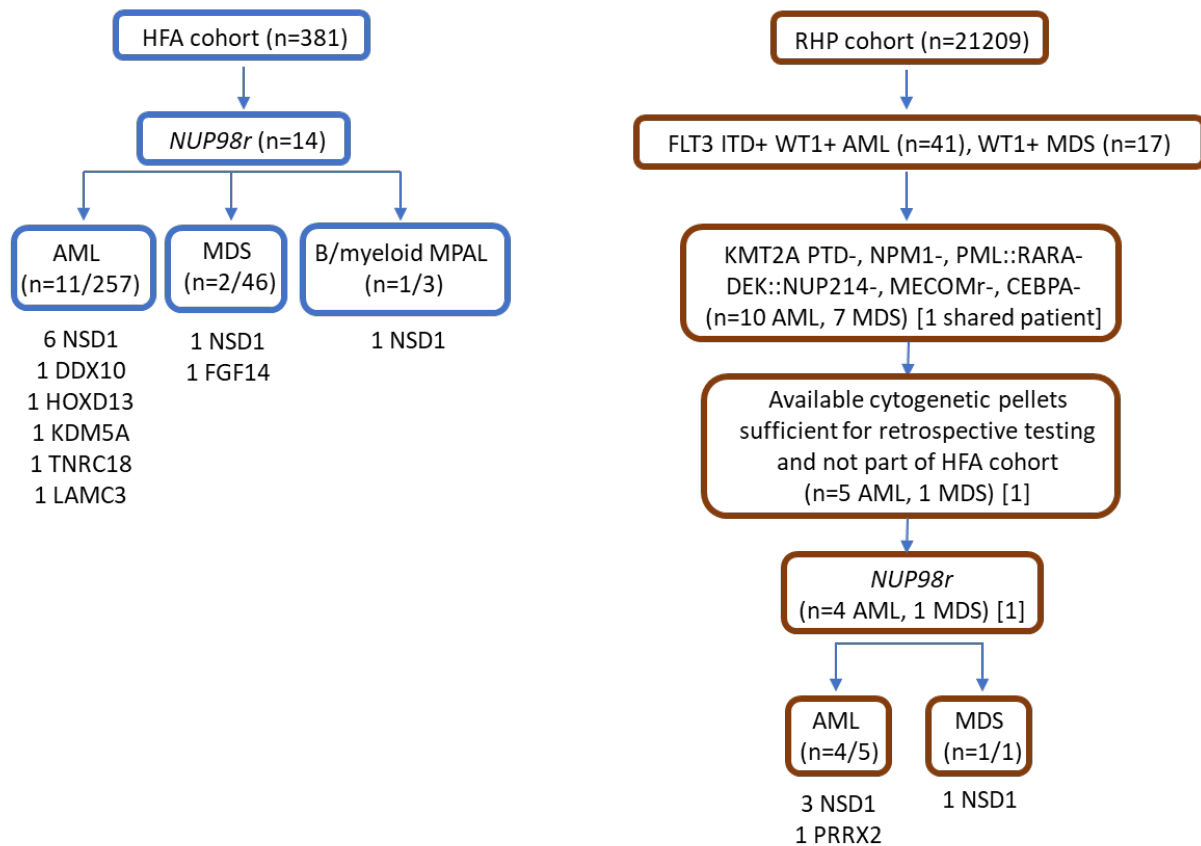 HFA cohort (n=381)
NUP98r (n=14)
AML
(n=11/257)
6 NSD1
1 DDX10
1 HOXD13
1 KDM5A
1 TNRC18
1 LAMC3
MDS
(n=2/46)
1 NSD1
1 FGF14
B/myeloid MPAL
(n=1/3)
1 NSD1
RHP cohort (n=21209)
FLT3 ITD+ WT1+ AML (n=41), WT1+ MDS (n=17)
KMT2A PTD-, NPM1-, PML::RARA-
DEK::NUP214-, MECOMr-, CEBPA-
(n=10 AML, 7 MDS) [1 shared patient]
Available cytogenetic pellets
sufficient for retrospective testing
and not part of HFA cohort
(n=5 AML, 1 MDS) [1]
NUP98r
(n=4 AML, 1 MDS) [1]
AML
(n=4/5)
3 NSD1
1 PRRX2
MDS
(n=1/1)
1 NSD1